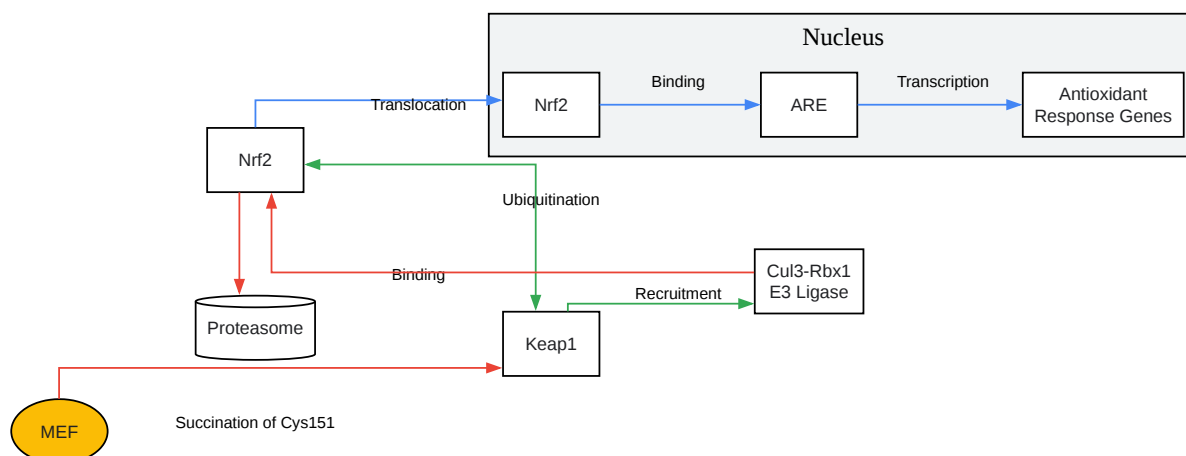 Nucleus
Nrf2
Binding
ARE
Transcription
Antioxidant
Response Genes
Translocation
Nrf2
Ubiquitination
Binding
Cul3-Rbx1
E3 Ligase
Recruitment
Proteasome
Keap1
Succination of Cys151
MEF